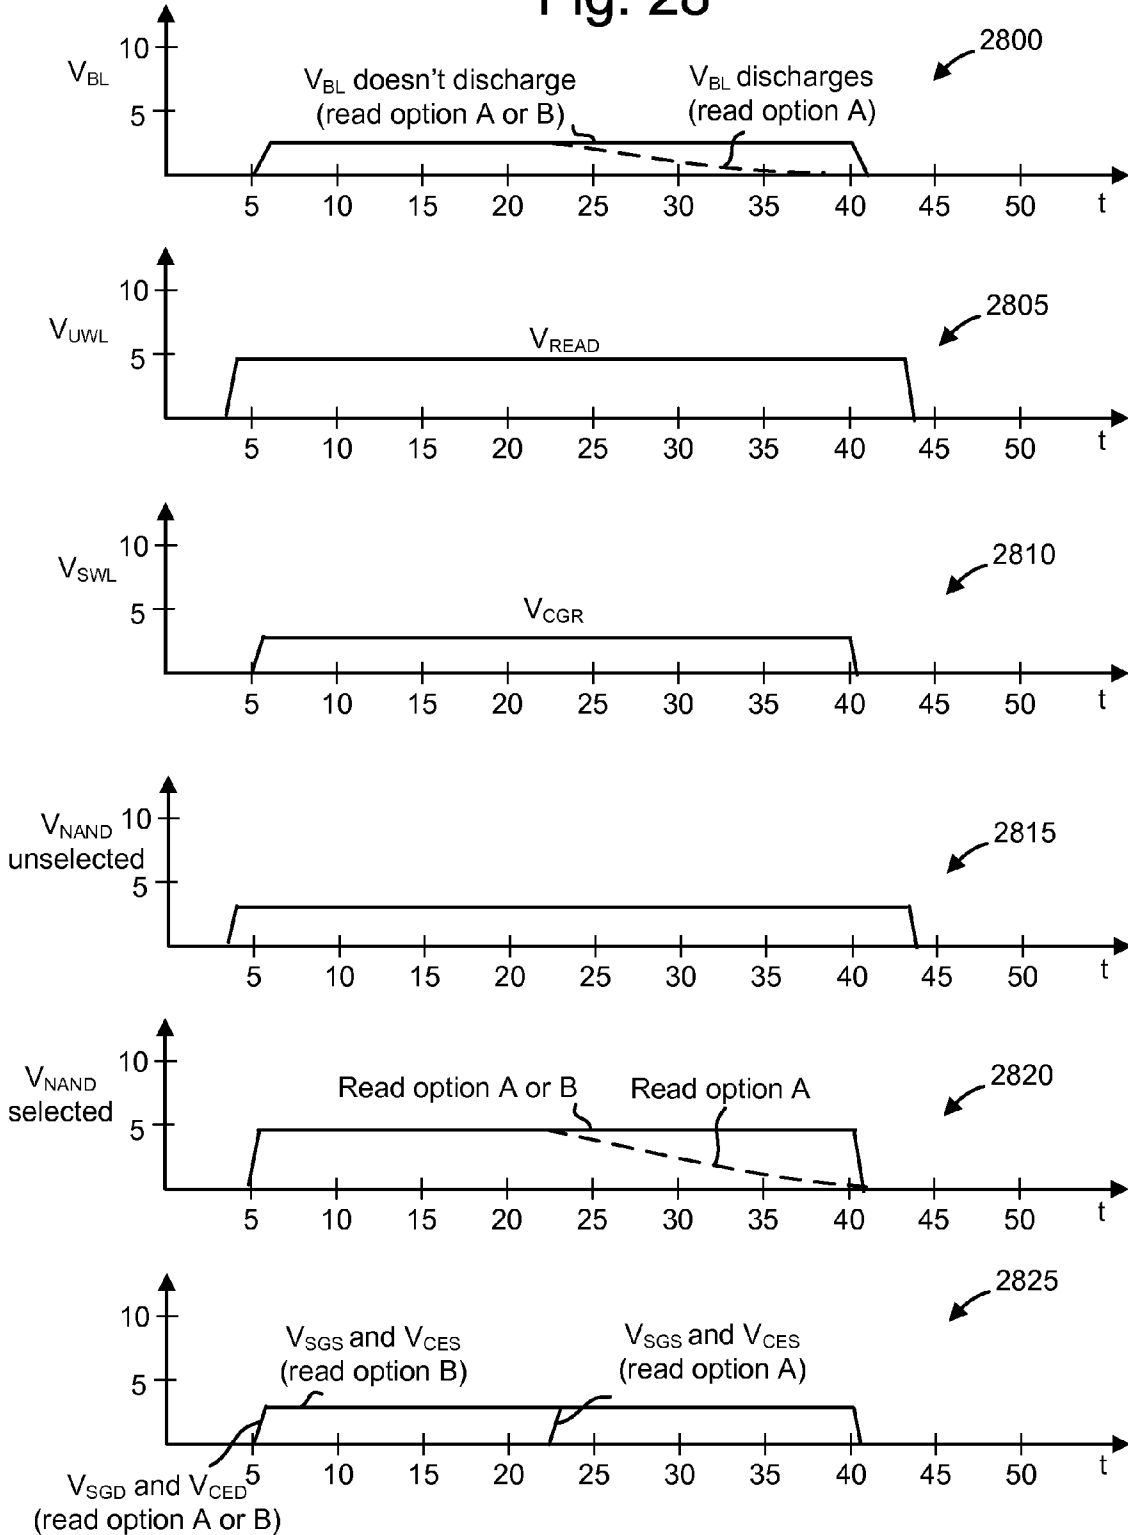 Fig. 28
10
2800
V_BL
V_BL doesn't discharge
(read option A or B)
V_BL discharges
(read option A)
5
5 10 15 20 25 30 35 40 45 50 t
10
2805
V_UWL
V_READ
5
5 10 15 20 25 30 35 40 45 50 t
10
2810
V_SWL
V_CGR
5
5 10 15 20 25 30 35 40 45 50 t
V_NAND 10
unselected
2815
5
5 10 15 20 25 30 35 40 45 50 t
10
V_NAND
selected
2820
Read option A or B
Read option A
5
5 10 15 20 25 30 35 40 45 50 t
2825
10
V_SGS and V_CES
(read option B)
V_SGS and V_CES
(read option A)
5
5 10 15 20 25 30 35 40 45 50 t
V_SGD and V_CED
(read option A or B)